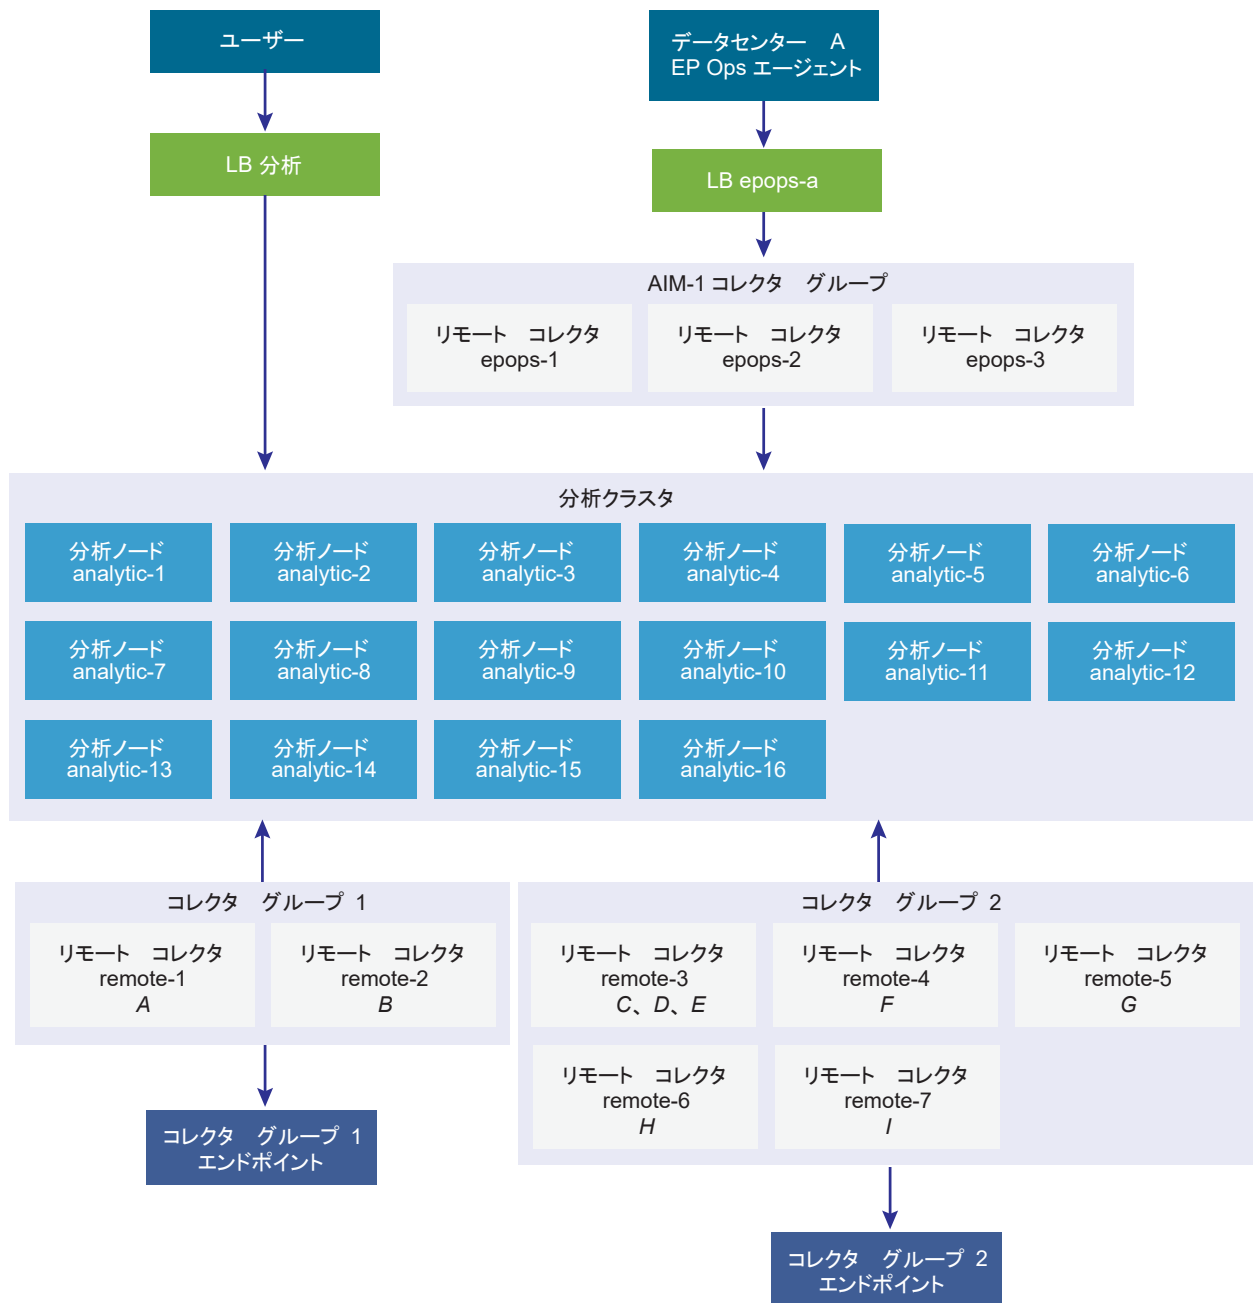 ユーザー
データセンター　A
EP Ops エージェント
LB 分析
LB epops-a
AIM-1 コレクタ　グループ
リモート　コレクタ
epops-1
リモート　コレクタ
epops-2
リモート　コレクタ
epops-3
分析クラスタ
分析ノード
analytic-1
分析ノード
analytic-2
分析ノード
analytic-3
分析ノード
analytic-4
分析ノード
analytic-5
分析ノード
analytic-6
分析ノード
analytic-7
分析ノード
analytic-8
分析ノード
analytic-9
分析ノード
analytic-10
分析ノード
analytic-11
分析ノード
analytic-12
分析ノード
analytic-13
分析ノード
analytic-14
分析ノード
analytic-15
分析ノード
analytic-16
コレクタ　グループ 1
リモート　コレクタ
remote-1
A
リモート　コレクタ
remote-2
B
コレクタ　グループ 2
リモート　コレクタ
remote-3
C、D、E
リモート　コレクタ
remote-4
F
リモート　コレクタ
remote-5
G
リモート　コレクタ
remote-6
H
リモート　コレクタ
remote-7
I
コレクタ　グループ 1
エンドポイント
コレクタ　グループ 2
エンドポイント